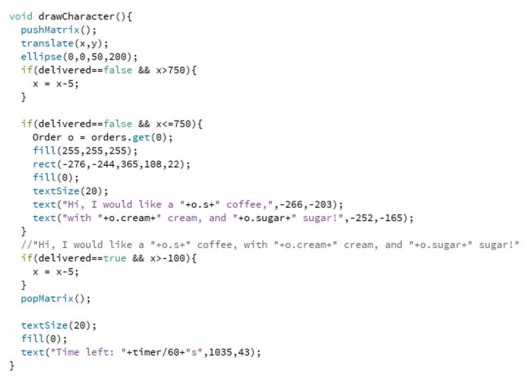 void drawCharacter(){
  pushMatrix();
  translate(x,y);
  ellipse(0,0,50,200);
  if(delivered==false && x>750){
    x = x-5;
  }

  if(delivered==false && x<=750){
    Order o = orders.get(0);
    fill(255,255,255);
    rect(-276,-244,365,108,22);
    fill(0);
    textSize(20);
    text("Hi, I would like a "+o.s+" coffee,",-266,-203);
    text("with "+o.cream+" cream, and "+o.sugar+" sugar!",-252,-165);
  }
  //"Hi, I would like a "+o.s+" coffee, with "+o.cream+" cream, and "+o.sugar+" sugar!"
  if(delivered==true && x>-100){
    x = x-5;
  }
  popMatrix();

  textSize(20);
  fill(0);
  text("Time left: "+timer/60+"s",1035,43);
}